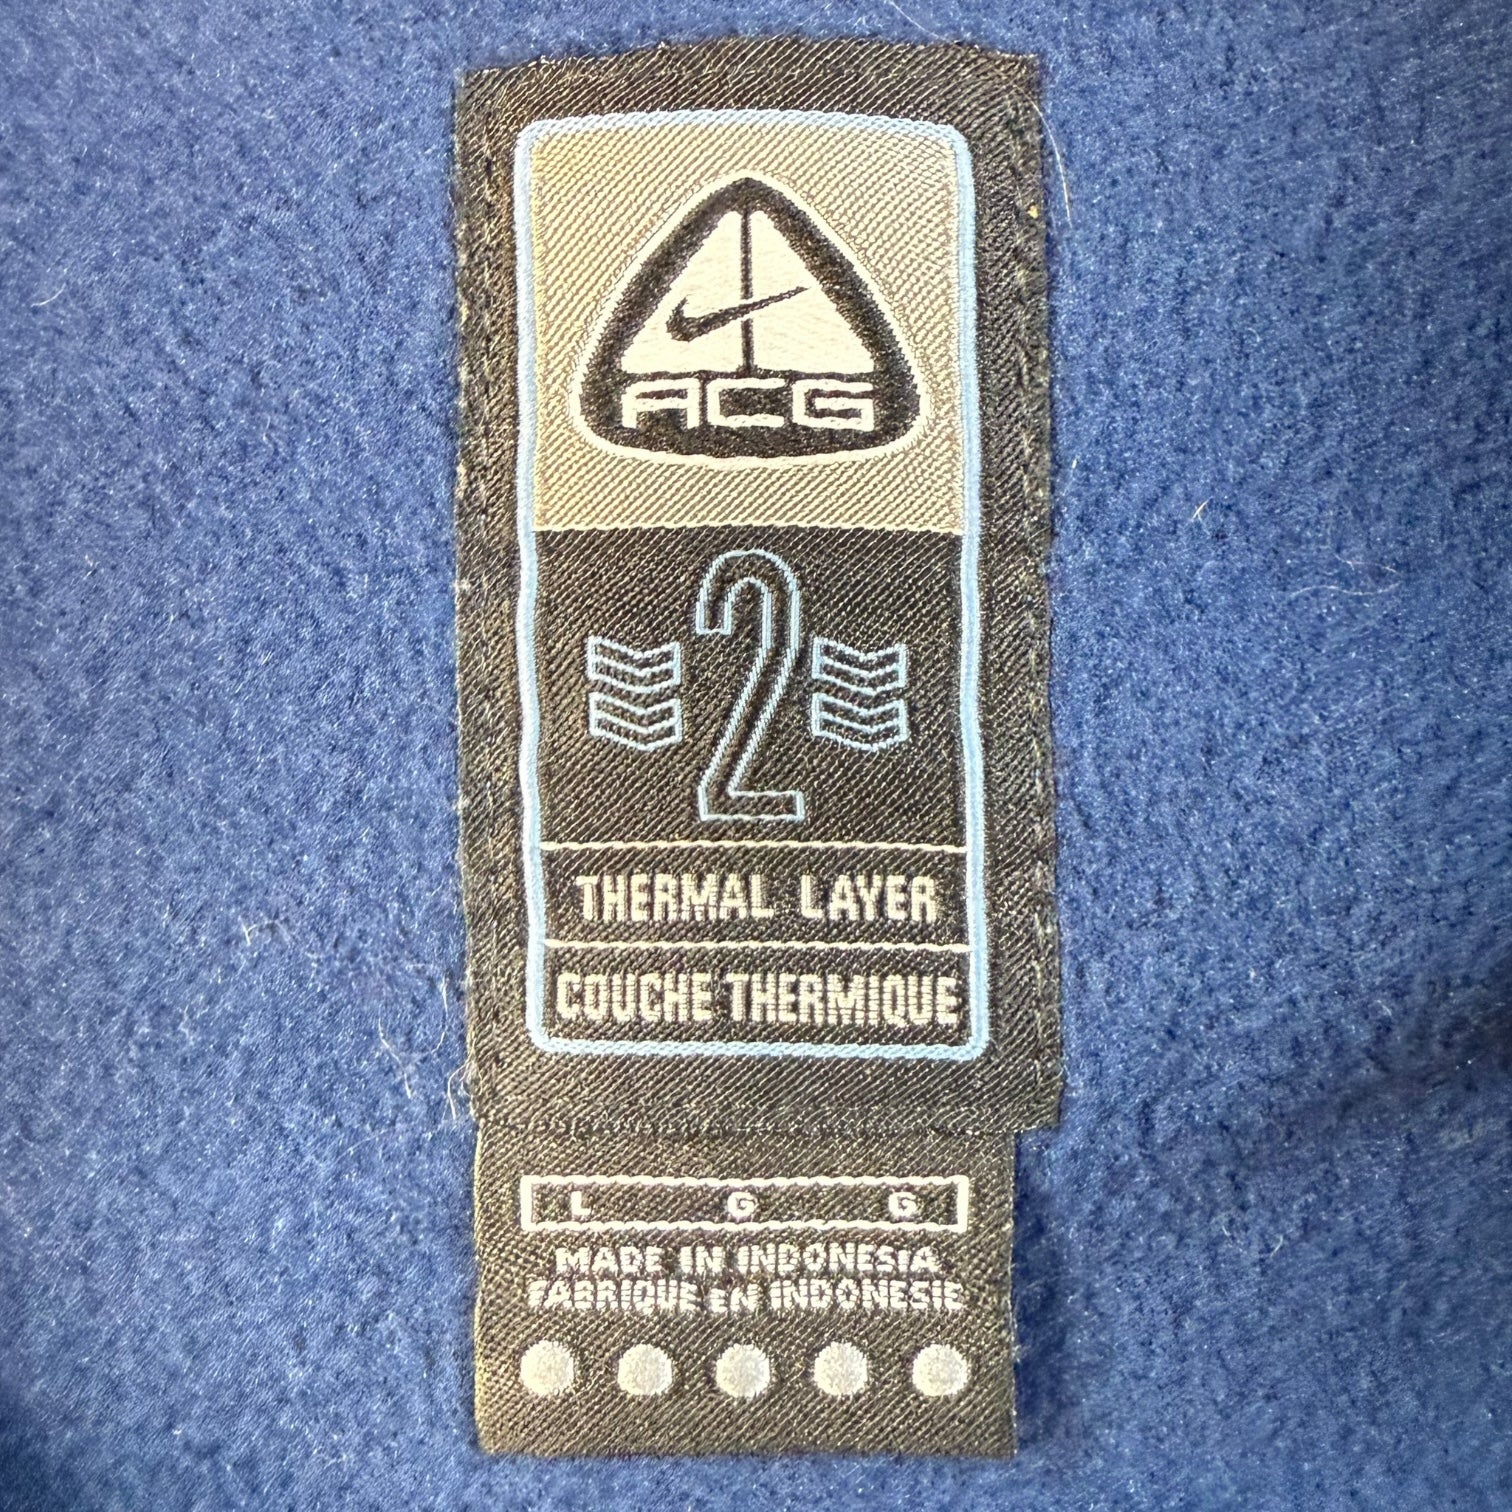 ACG
2
THERMAL LAYER
COUCHE THERMIQUE
L G G
MADE IN INDONESIA
FABRIQUE EN INDONESIE